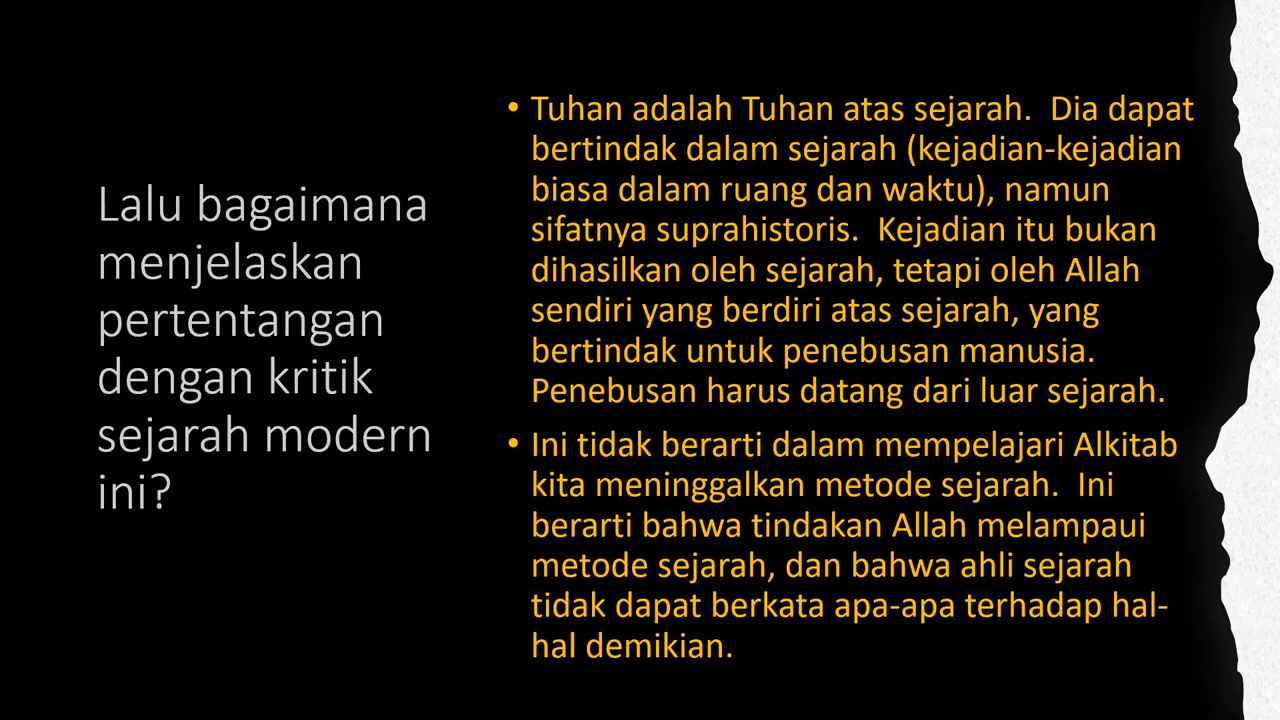 Lalu bagaimana
menjelaskan
pertentangan
dengan kritik
sejarah modern
ini?
• Tuhan adalah Tuhan atas sejarah.  Dia dapat
bertindak dalam sejarah (kejadian-kejadian
biasa dalam ruang dan waktu), namun
sifatnya suprahistoris.  Kejadian itu bukan
dihasilkan oleh sejarah, tetapi oleh Allah
sendiri yang berdiri atas sejarah, yang
bertindak untuk penebusan manusia.
Penebusan harus datang dari luar sejarah.
• Ini tidak berarti dalam mempelajari Alkitab
kita meninggalkan metode sejarah.  Ini
berarti bahwa tindakan Allah melampaui
metode sejarah, dan bahwa ahli sejarah
tidak dapat berkata apa-apa terhadap hal-
hal demikian.